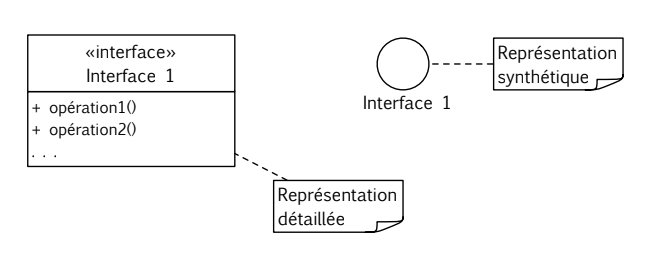 «interface»
Interface 1
+ opération1()
+ opération2()
. . .
Représentation
détaillée
Interface 1
Représentation
synthétique